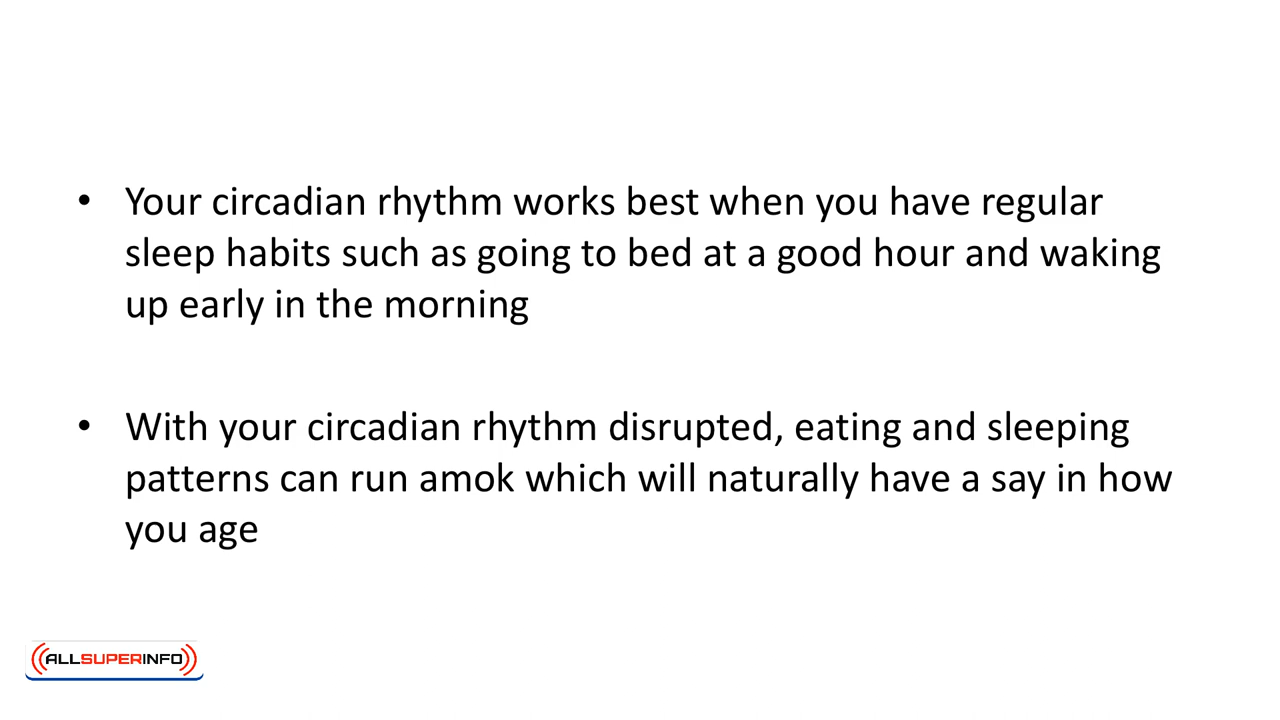 • Your circadian rhythm works best when you have regular
sleep habits such as going to bed at a good hour and waking
up early in the morning
• With your circadian rhythm disrupted, eating and sleeping
patterns can run amok which will naturally have a say in how
you age
ALLSUPERINFO